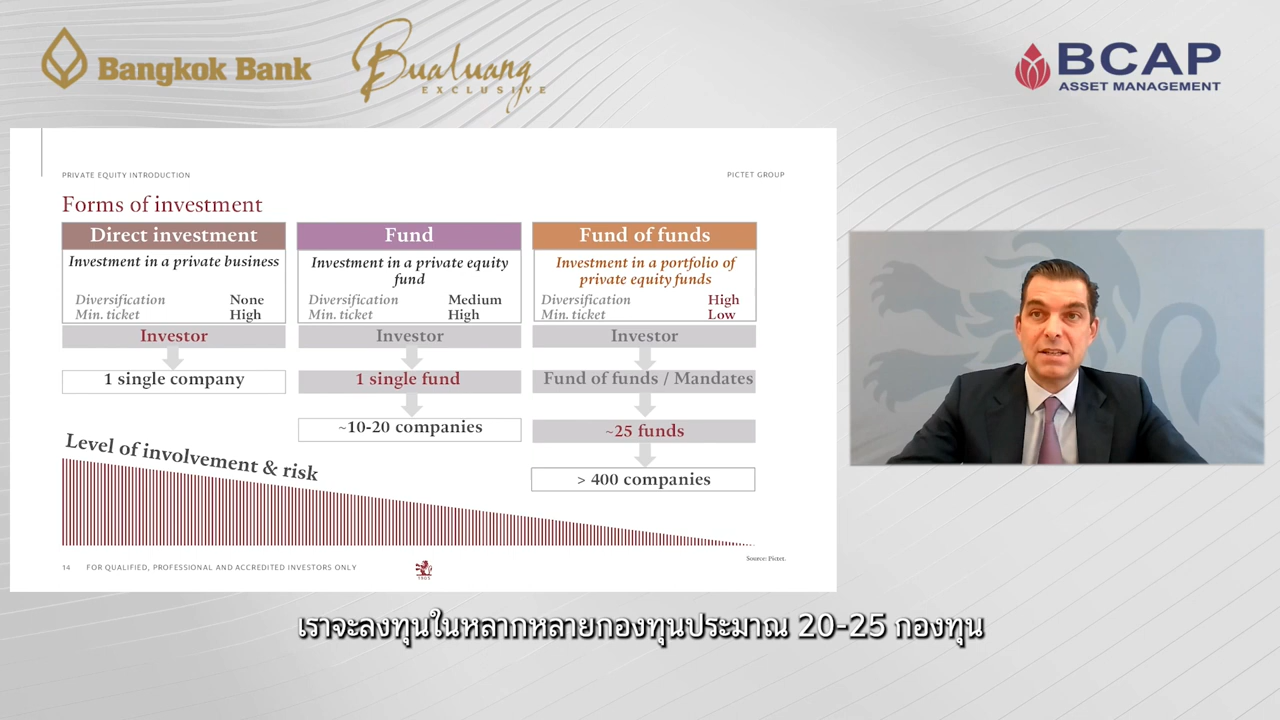 Bangkok Bank
Bualuang
EXCLUSIVE
BCAP
ASSET MANAGEMENT
PRIVATE EQUITY INTRODUCTION
PICTET GROUP
Forms of investment
Direct investment
Investment in a private business
Diversification None
Min. ticket High
Investor
1 single company
Fund
Investment in a private equity
fund
Diversification Medium
Min. ticket High
Investor
1 single fund
~10-20 companies
Fund of funds
Investment in a portfolio of
private equity funds
Diversification High
Min. ticket Low
Investor
Fund of funds / Mandates
~25 funds
> 400 companies
Level of involvement & risk
Source: Pictet.
14 FOR QUALIFIED, PROFESSIONAL AND ACCREDITED INVESTORS ONLY
1805
เราจะลงทุนในหลากหลายกองทุนประมาณ 20-25 กองทุน